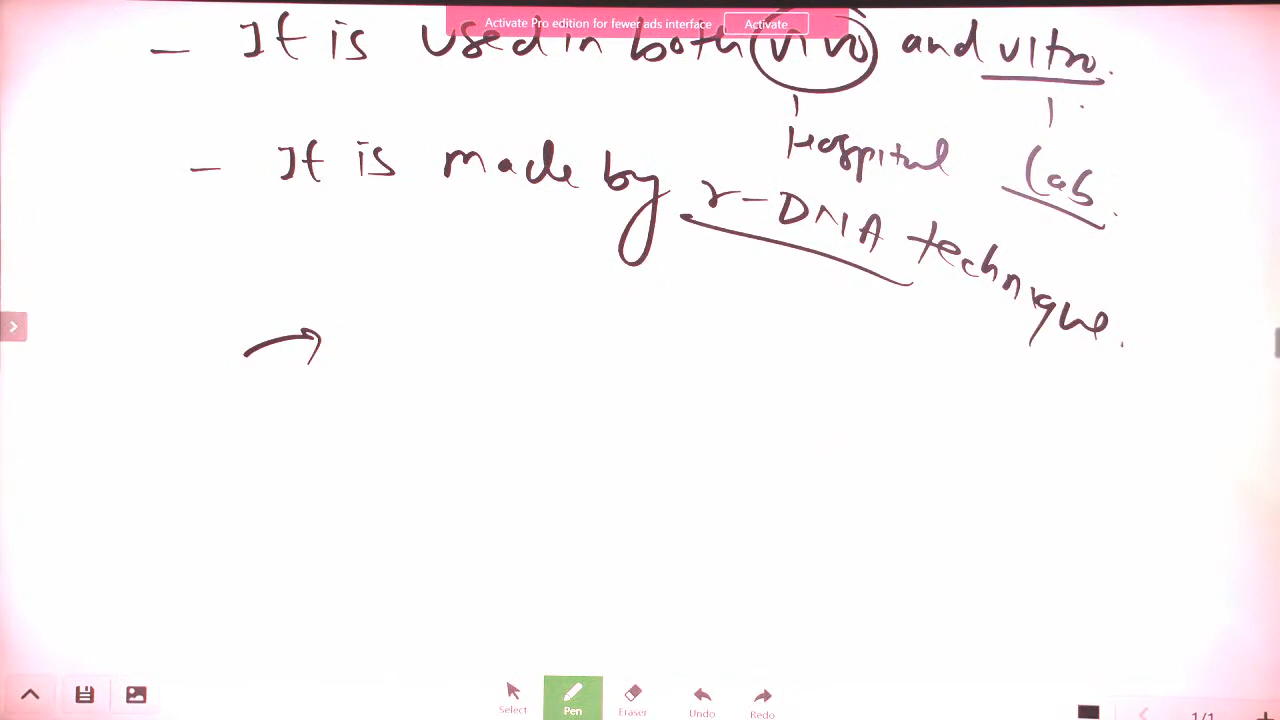 Activate Pro edition for fewer ads interface Activate
- It is used in both vivo and vitro.
Hospital Lab.
- It is made by r-DNA technique.
Select Pen Eraser Undo Redo 1/1